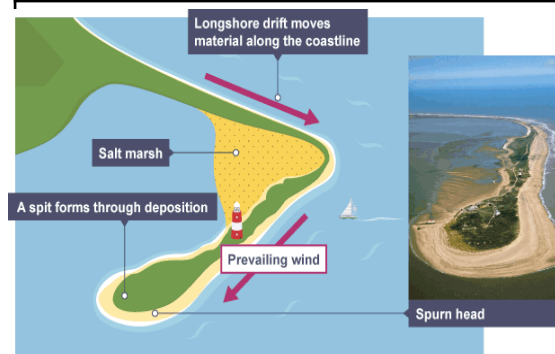 Longshore drift moves
material along the coastline
Salt marsh
A spit forms through deposition
Prevailing wind
Spurn head